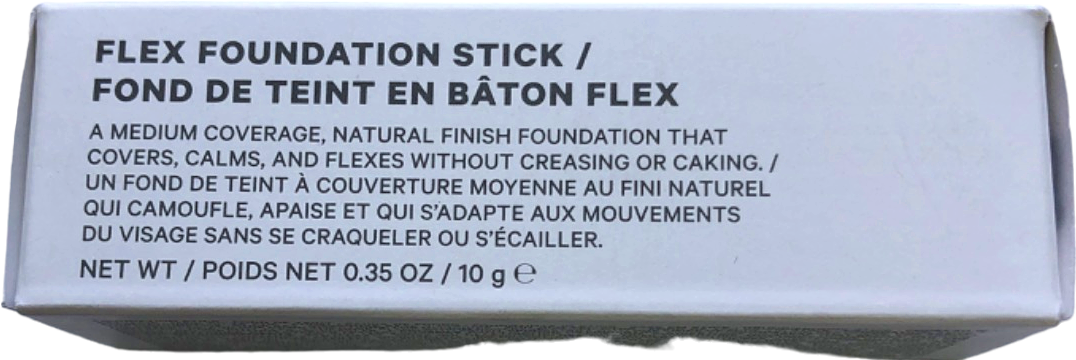 FLEX FOUNDATION STICK /
FOND DE TEINT EN BÂTON FLEX
A MEDIUM COVERAGE, NATURAL FINISH FOUNDATION THAT
COVERS, CALMS, AND FLEXES WITHOUT CREASING OR CAKING. /
UN FOND DE TEINT À COUVERTURE MOYENNE AU FINI NATUREL
QUI CAMOUFLE, APAISE ET QUI S'ADAPTE AUX MOUVEMENTS
DU VISAGE SANS SE CRAQUELER OU S'ÉCAILLER.
NET WT / POIDS NET 0.35 OZ / 10 g ℮